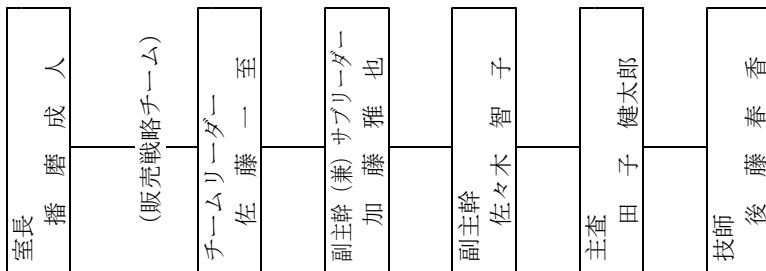 室長
播磨成人
(販売戦略チーム)
チームリーダー
佐藤一至
副主幹（兼）サブリーダー
加藤雅也
副主幹
佐々木智子
主査
田子健太郎
技師
後藤春香